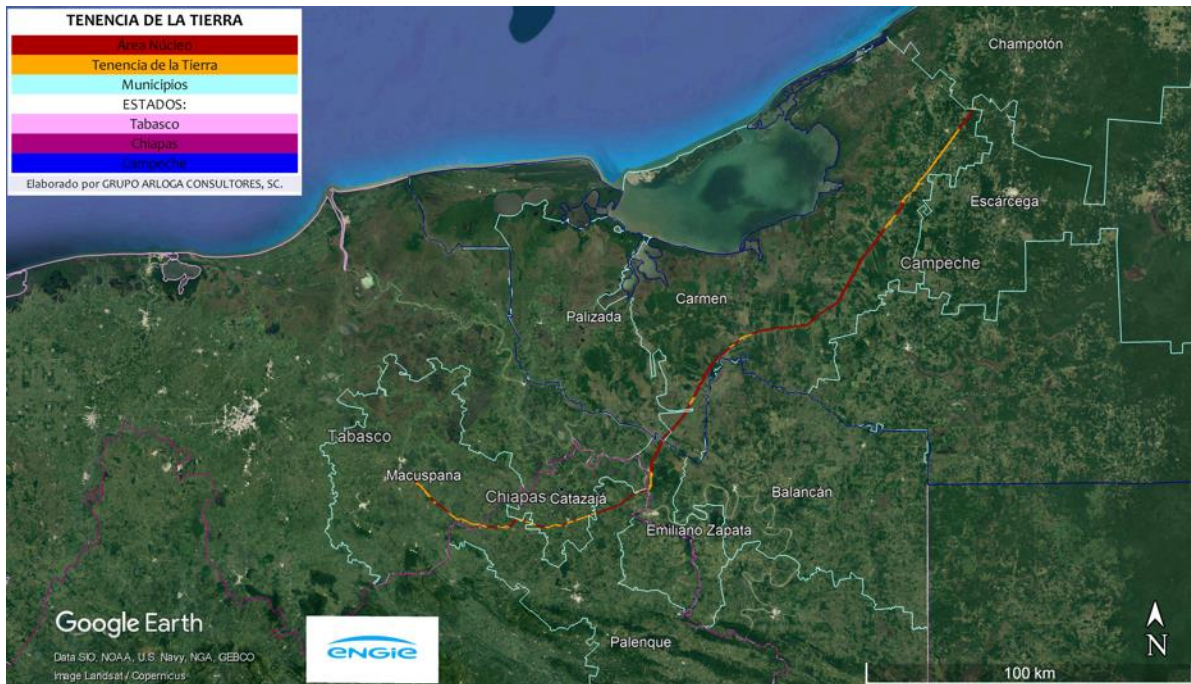 TENENCIA DE LA TIERRA
Área Núcleo
Tenencia de la Tierra
Municipios
ESTADOS:
Tabasco
Chiapas
Campeche
Elaborado por GRUPO ARLOGA CONSULTORES, SC.
Champotón
Escárcega
Campeche
Carmen
Palizada
Tabasco
Macuspana
Chiapas
Catazajá
Balancán
Emiliano Zapata
Palenque
Google Earth
Data SIO, NOAA, U.S. Navy, NGA, GEBCO
Image Landsat / Copernicus
ENGIE
N
100 km